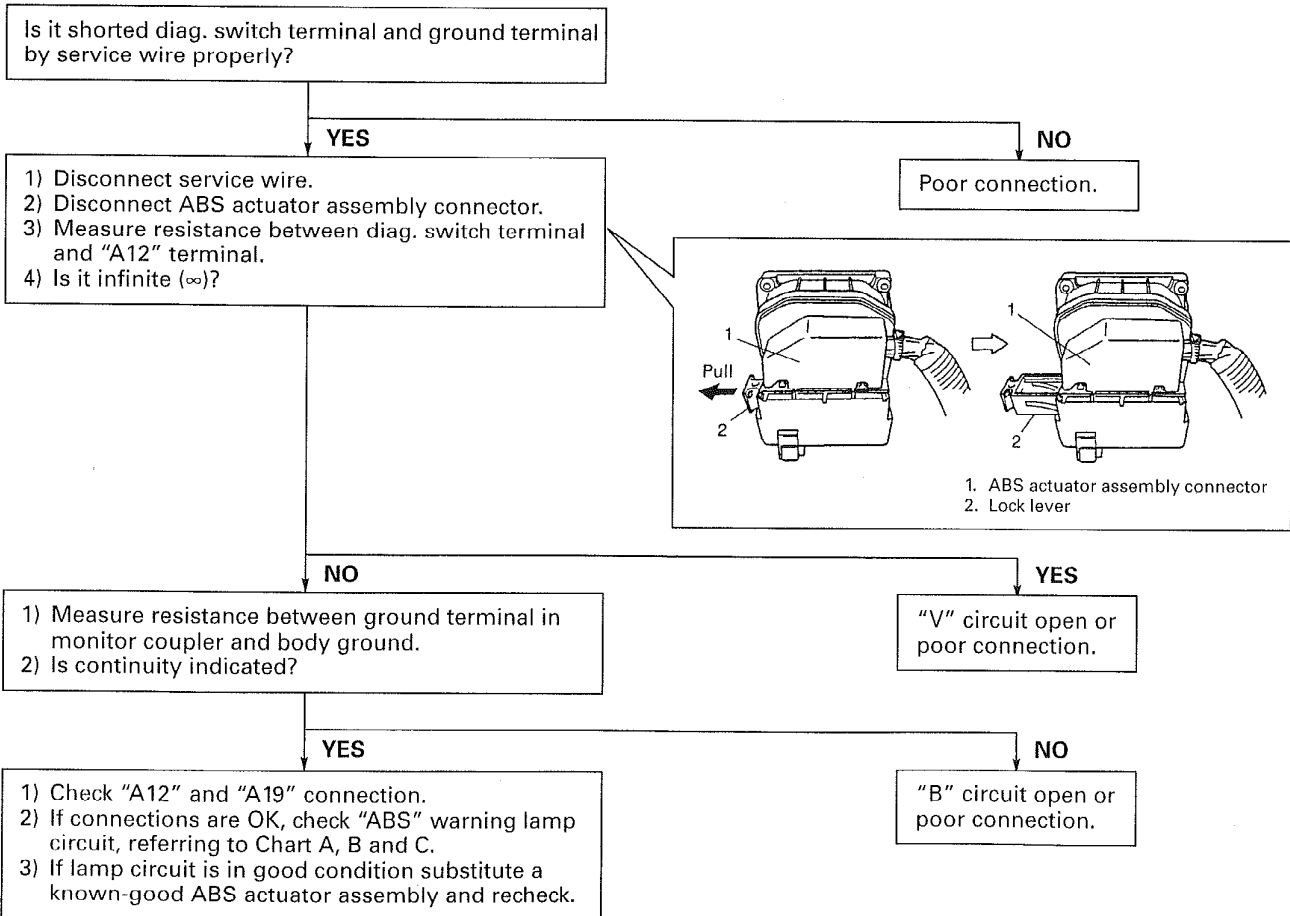 Is it shorted diag. switch terminal and ground terminal
by service wire properly?
YES
NO
1) Disconnect service wire.
2) Disconnect ABS actuator assembly connector.
3) Measure resistance between diag. switch terminal
and "A12" terminal.
4) Is it infinite (∞)?
Poor connection.
1
Pull
2
1
2
1. ABS actuator assembly connector
2. Lock lever
NO
YES
1) Measure resistance between ground terminal in
monitor coupler and body ground.
2) Is continuity indicated?
"V" circuit open or
poor connection.
YES
NO
1) Check "A12" and "A19" connection.
2) If connections are OK, check "ABS" warning lamp
circuit, referring to Chart A, B and C.
3) If lamp circuit is in good condition substitute a
known-good ABS actuator assembly and recheck.
"B" circuit open or
poor connection.